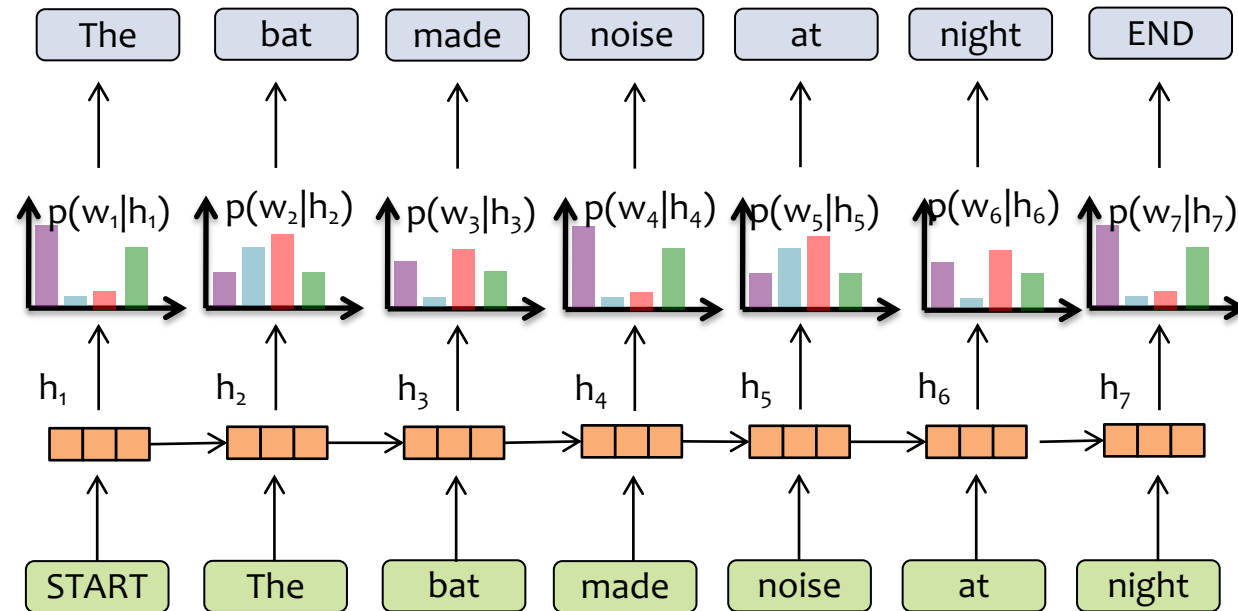 The bat made noise at night END
p(w₁|h₁) p(w₂|h₂) p(w₃|h₃) p(w₄|h₄) p(w₅|h₅) p(w₆|h₆) p(w₇|h₇)
h₁ h₂ h₃ h₄ h₅ h₆ h₇
START The bat made noise at night